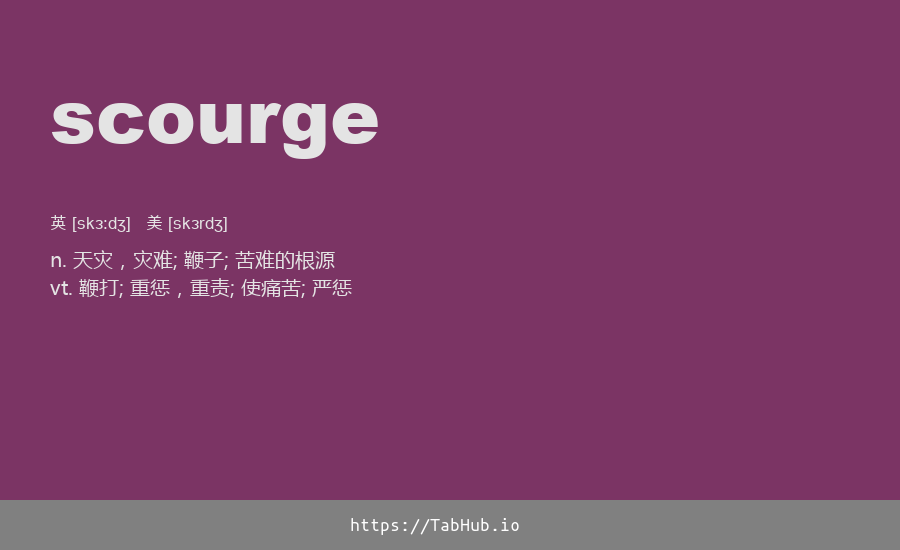 scourge
英 [skɜːdʒ] 美 [skɜrdʒ]
n. 天灾，灾难; 鞭子; 苦难的根源
vt. 鞭打; 重惩，重责; 使痛苦; 严惩
https://TabHub.io